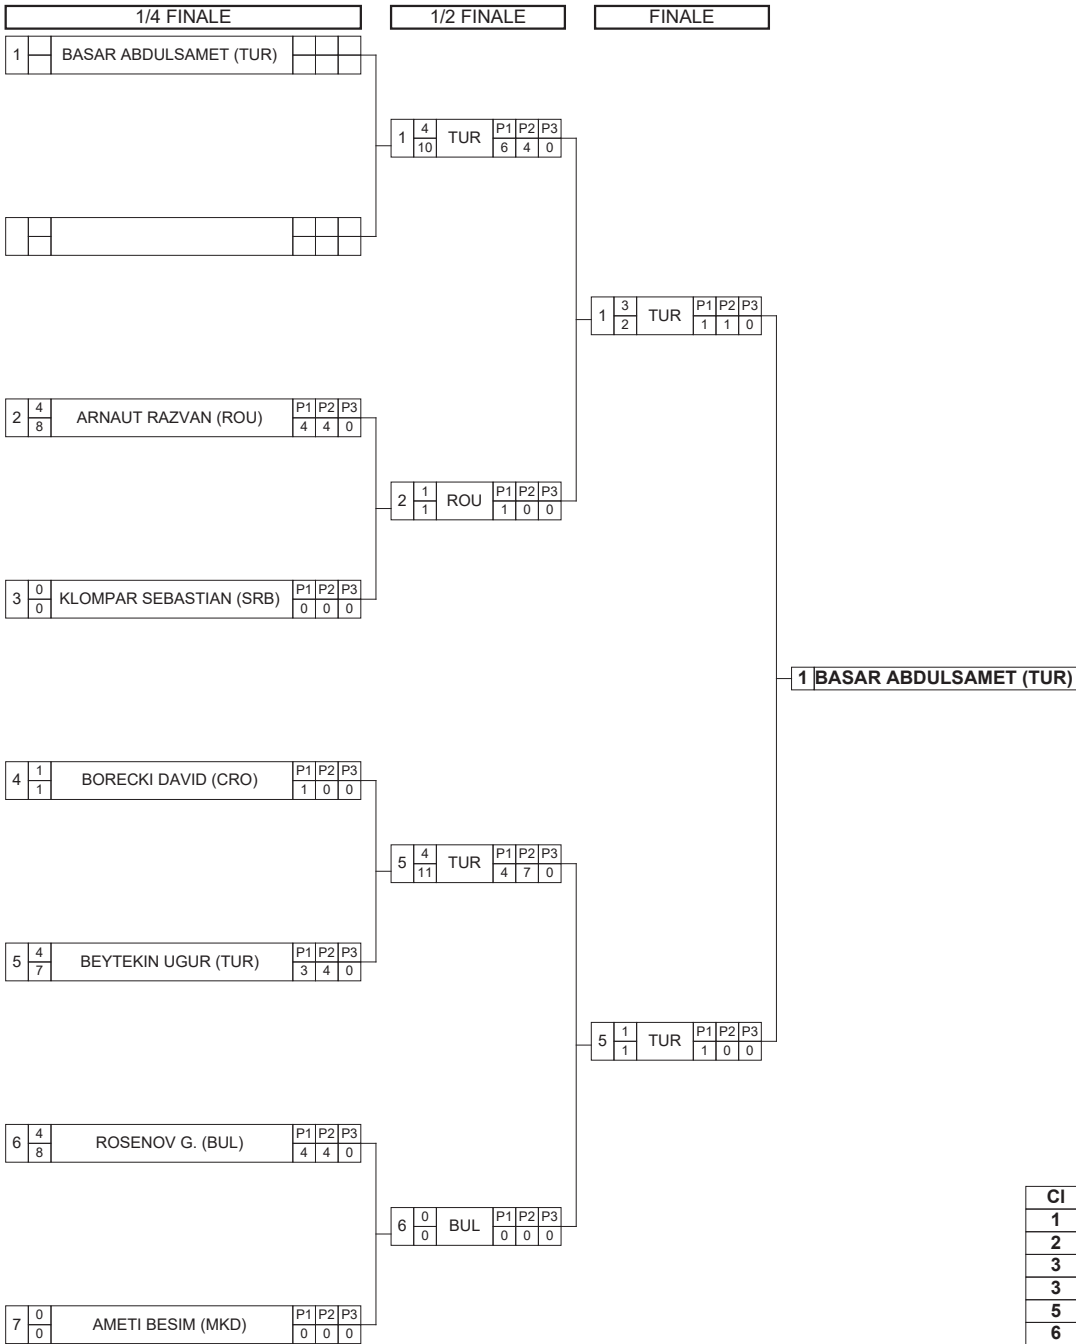 1/4 FINALE
1/2 FINALE
FINALE
1 BASAR ABDULSAMET (TUR)
4 P1 P2 P3
1 TUR
10 6 4 0
3 P1 P2 P3
1 TUR
2 1 1 0
4 P1 P2 P3
2 ARNAUT RAZVAN (ROU)
8 4 4 0
1 P1 P2 P3
2 ROU
1 1 0 0
0 P1 P2 P3
3 KLOMPAR SEBASTIAN (SRB)
0 0 0 0
1 BASAR ABDULSAMET (TUR)
1 P1 P2 P3
4 BORECKI DAVID (CRO)
1 1 0 0
4 P1 P2 P3
5 TUR
11 4 7 0
4 P1 P2 P3
5 BEYTEKIN UGUR (TUR)
7 3 4 0
1 P1 P2 P3
5 TUR
1 1 0 0
4 P1 P2 P3
6 ROSENOV G. (BUL)
8 4 4 0
0 P1 P2 P3
6 BUL
0 0 0 0
0 P1 P2 P3
7 AMETI BESIM (MKD)
0 0 0 0
Cl
1
2
3
3
5
6